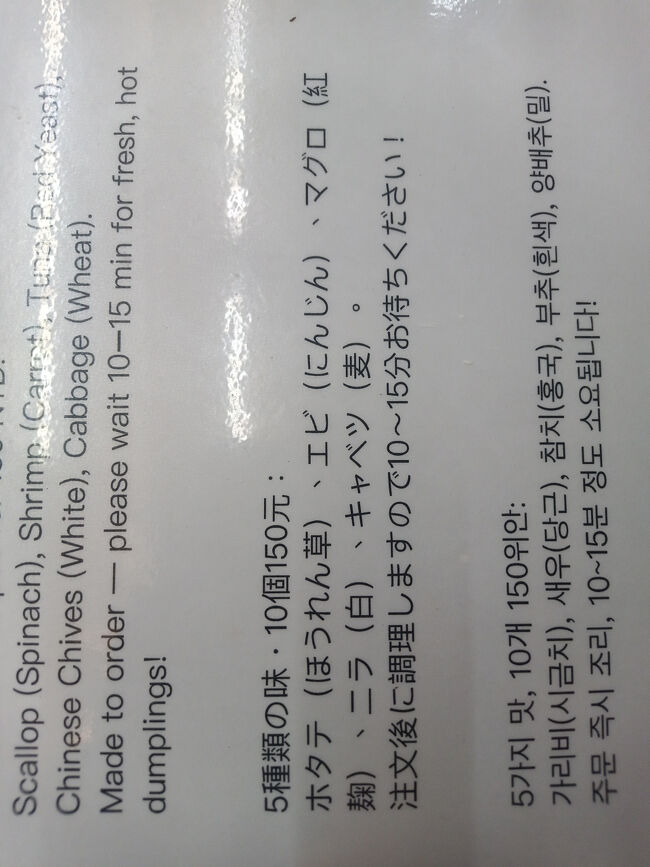 Scallop (Spinach), Shrimp (Carrot), Tuna (Red Yeast),
Chinese Chives (White), Cabbage (Wheat).
Made to order — please wait 10–15 min for fresh, hot
dumplings!
5種類の味・10個150元：
ホタテ（ほうれん草）、エビ（にんじん）、マグロ（紅
麹）、ニラ（白）、キャベツ（麦）。
注文後に調理しますので10～15分お待ちください！
5가지 맛, 10개 150위안:
가리비(시금치), 새우(당근), 참치(홍국), 부추(흰색), 양배추(밀).
주문 즉시 조리, 10~15분 정도 소요됩니다!